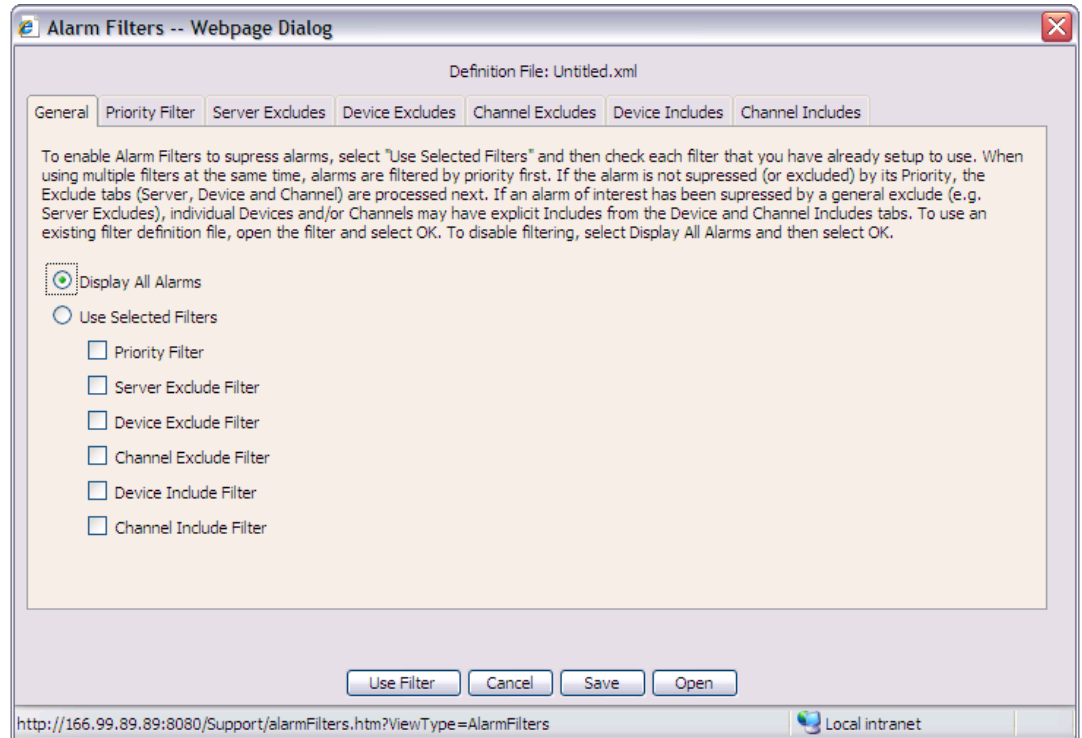 Alarm Filters -- Webpage Dialog
Definition File: Untitled.xml
General Priority Filter Server Excludes Device Excludes Channel Excludes Device Includes Channel Includes
To enable Alarm Filters to supress alarms, select "Use Selected Filters" and then check each filter that you have already setup to use. When
using multiple filters at the same time, alarms are filtered by priority first. If the alarm is not supressed (or excluded) by its Priority, the
Exclude tabs (Server, Device and Channel) are processed next. If an alarm of interest has been supressed by a general exclude (e.g.
Server Excludes), individual Devices and/or Channels may have explicit Includes from the Device and Channel Includes tabs. To use an
existing filter definition file, open the filter and select OK. To disable filtering, select Display All Alarms and then select OK.
Display All Alarms
Use Selected Filters
Priority Filter
Server Exclude Filter
Device Exclude Filter
Channel Exclude Filter
Device Include Filter
Channel Include Filter
Use Filter Cancel Save Open
http://166.99.89.89:8080/Support/alarmFilters.htm?ViewType=AlarmFilters Local intranet